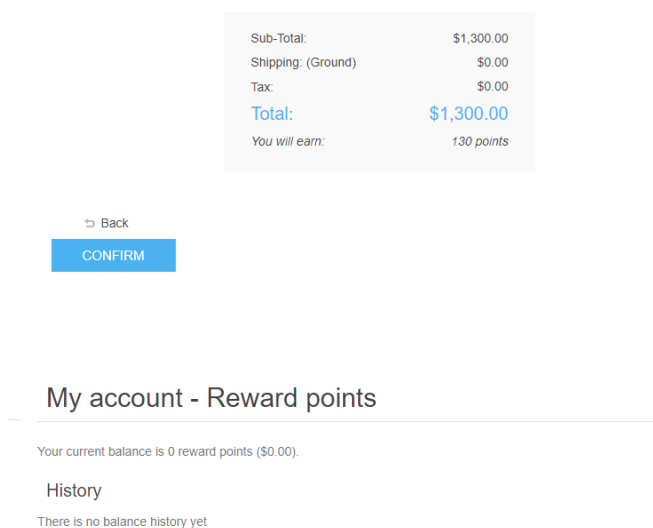 Sub-Total: $1,300.00
Shipping: (Ground) $0.00
Tax: $0.00
Total: $1,300.00
You will earn: 130 points
Back
CONFIRM
My account - Reward points
Your current balance is 0 reward points ($0.00).
History
There is no balance history yet